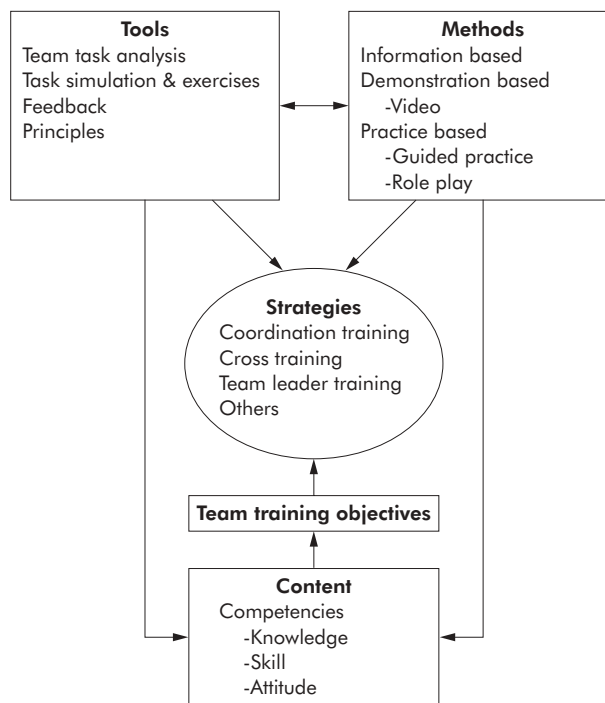 Tools
Team task analysis
Task simulation & exercises
Feedback
Principles
Methods
Information based
Demonstration based
-Video
Practice based
-Guided practice
-Role play
Strategies
Coordination training
Cross training
Team leader training
Others
Team training objectives
Content
Competencies
-Knowledge
-Skill
-Attitude